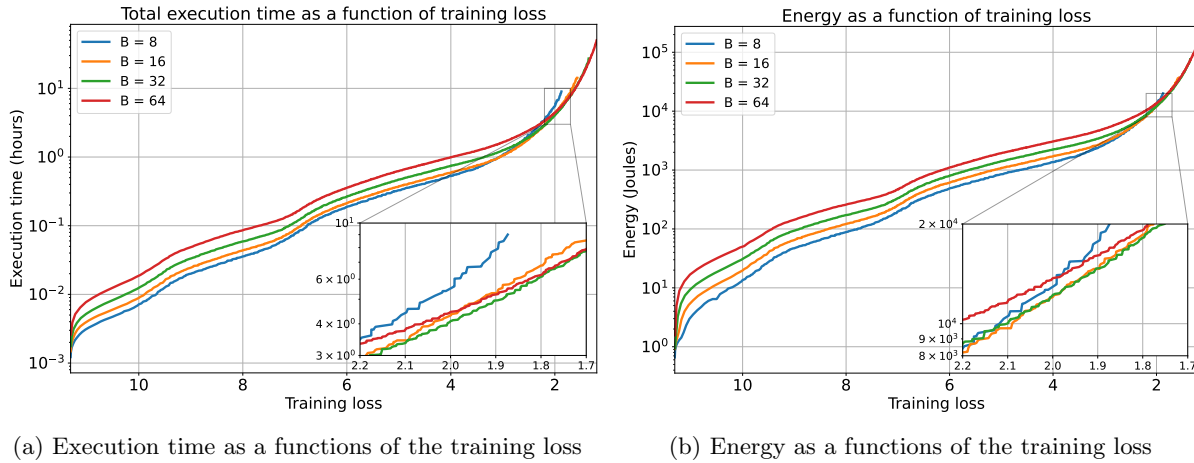 Total execution time as a function of training loss
B = 8
B = 16
B = 32
B = 64
Execution time (hours)
10¹
10⁰
10⁻¹
10⁻²
10⁻³
10 8 6 4 2
Training loss
10¹
6 × 10⁰
4 × 10⁰
3 × 10⁰
2.2 2.1 2.0 1.9 1.8 1.7
(a) Execution time as a functions of the training loss
Energy as a function of training loss
B = 8
B = 16
B = 32
B = 64
Energy (Joules)
10⁵
10⁴
10³
10²
10¹
10⁰
10 8 6 4 2
Training loss
2 × 10⁴
10⁴
9 × 10³
8 × 10³
2.2 2.1 2.0 1.9 1.8 1.7
(b) Energy as a functions of the training loss